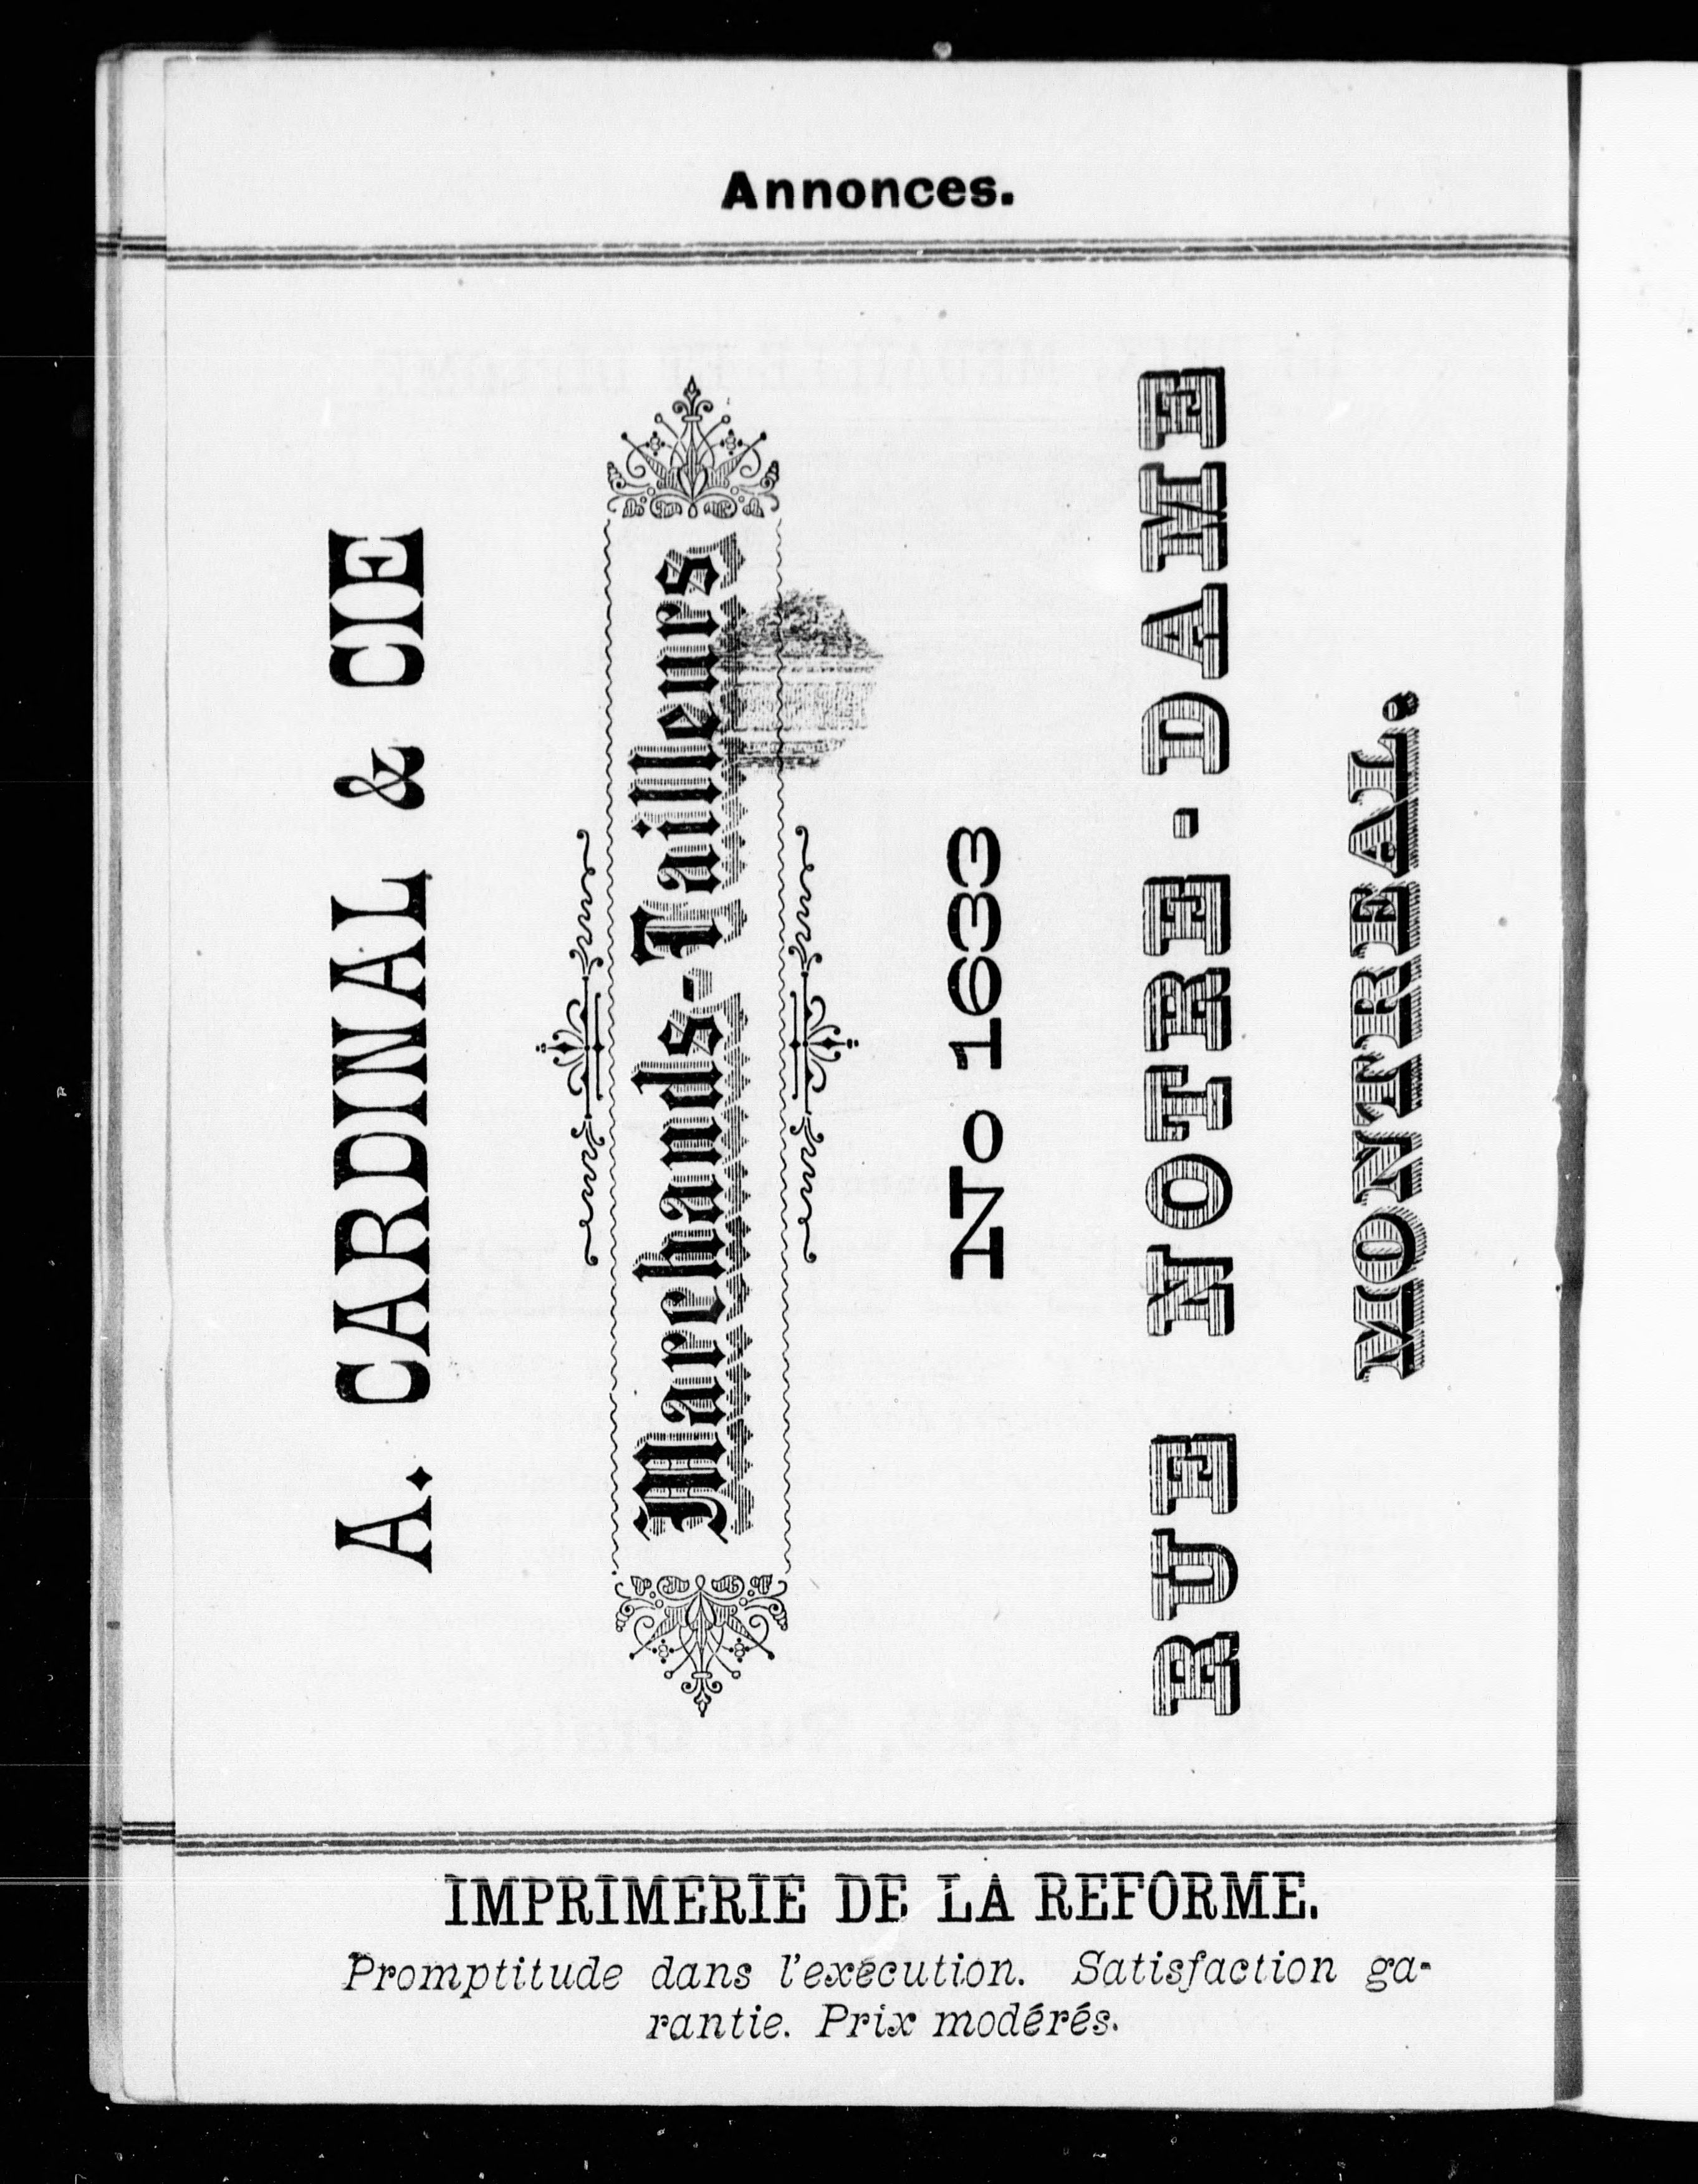 Annonces.
A. CARDINAL & CIE
Marchands-Tailleurs
No 1633
RUE NOTRE-DAME
MONTREAL.
IMPRIMERIE DE LA REFORME.
Promptitude dans l'exécution. Satisfaction ga-
rantie. Prix modérés.